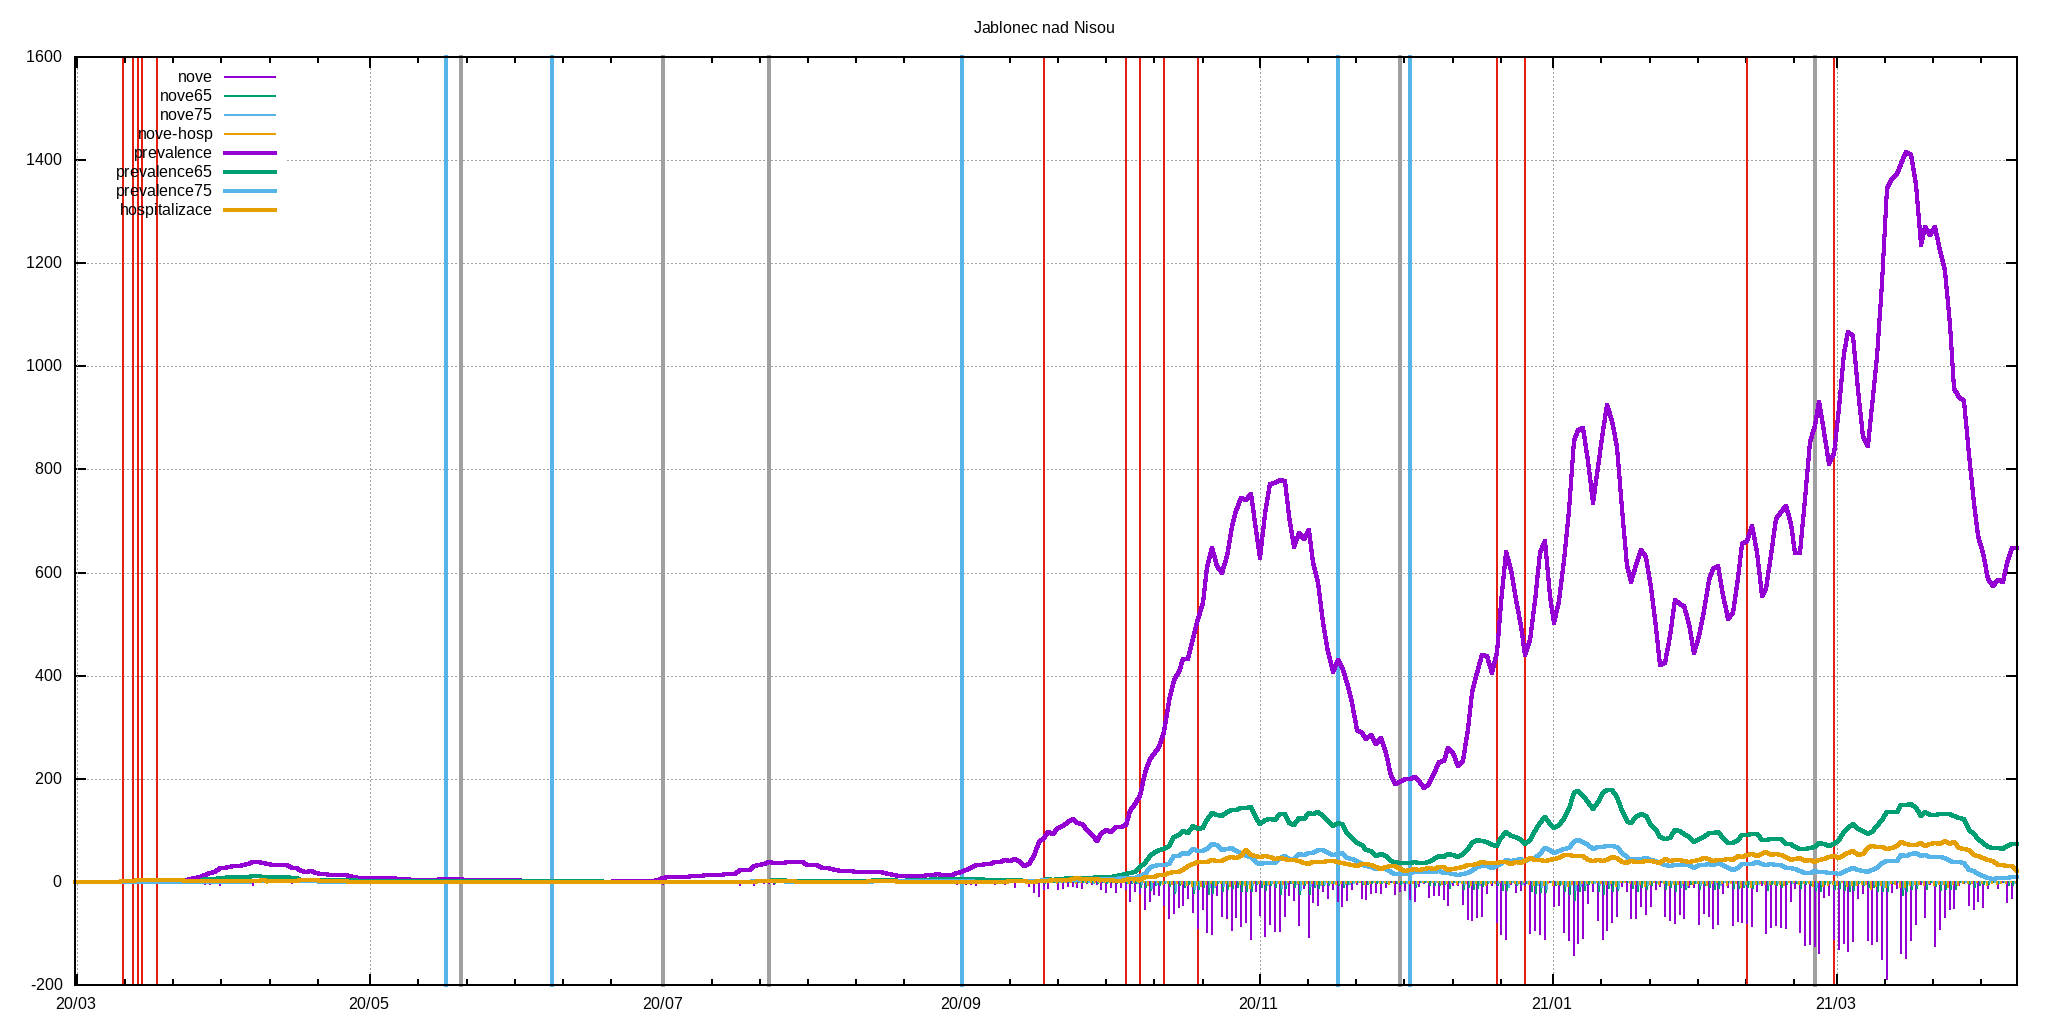 Jablonec nad Nisou
1600
1400
1200
1000
800
600
400
200
0
-200
nove
nove65
nove75
nove-hosp
prevalence
prevalence65
prevalence75
hospitalizace
20/03 20/05 20/07 20/09 20/11 21/01 21/03